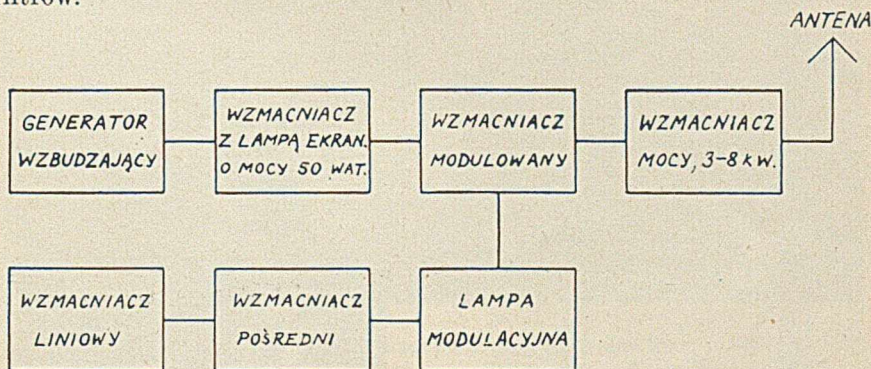 ANTENA
GENERATOR
WZBUDZAJĄCY
WZMACNIACZ
Z LAMPĄ EKRAN.
O MOCY 50 WAT.
WZMACNIACZ
MODULOWANY
WZMACNIACZ
MOCY, 3-8 KW.
WZMACNIACZ
LINIOWY
WZMACNIACZ
POŚREDNI
LAMPA
MODULACYJNA